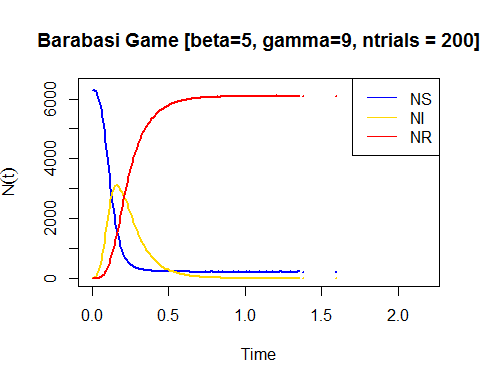 Barabasi Game [beta=5, gamma=9, ntrials = 200]
NS
NI
NR
N(t)
6000
4000
2000
0
0.0 0.5 1.0 1.5 2.0
Time